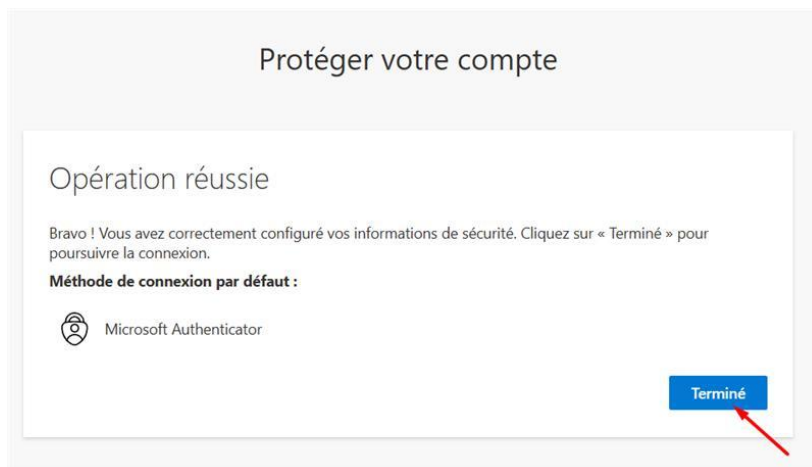 Protéger votre compte
Opération réussie
Bravo ! Vous avez correctement configuré vos informations de sécurité. Cliquez sur « Terminé » pour
poursuivre la connexion.
Méthode de connexion par défaut :
Microsoft Authenticator
Terminé